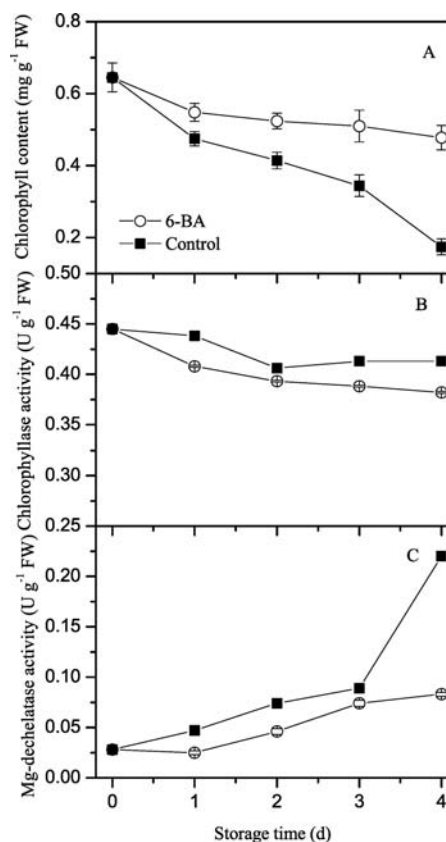 Chlorophyll content (mg g⁻¹ FW)
0.8
0.6
0.4
0.2
A
6-BA
Control
Chlorophyllase activity (U g⁻¹ FW)
0.50
0.45
0.40
0.35
0.30
0.25
B
Mg-dechelatase activity (U g⁻¹ FW)
0.20
0.15
0.10
0.05
0.00
C
0 1 2 3 4
Storage time (d)